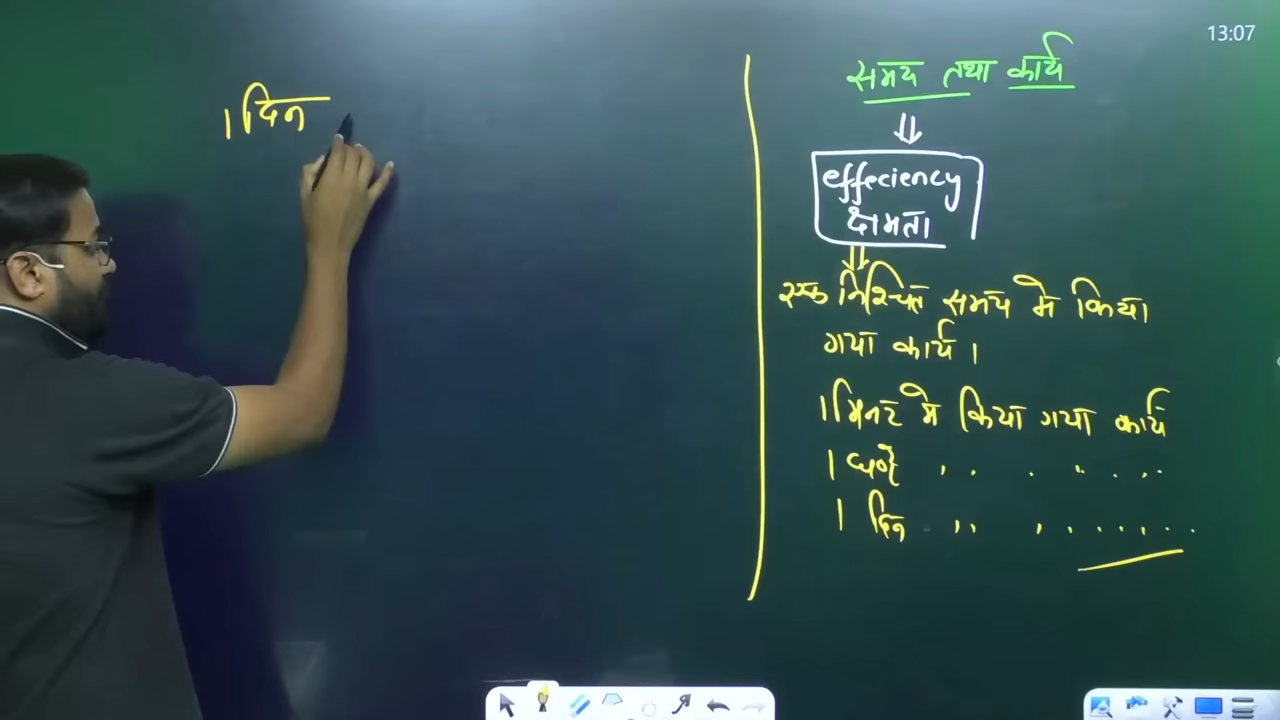 13:07
1 दिन
समय तथा कार्य
effeciency
क्षमता
एक निश्चित समय मे किया
गया कार्य ।
1 मिनट मे किया गया कार्य
1 घण्टे ,, . ,, . , .
1 दिन ,, , , , , . . .